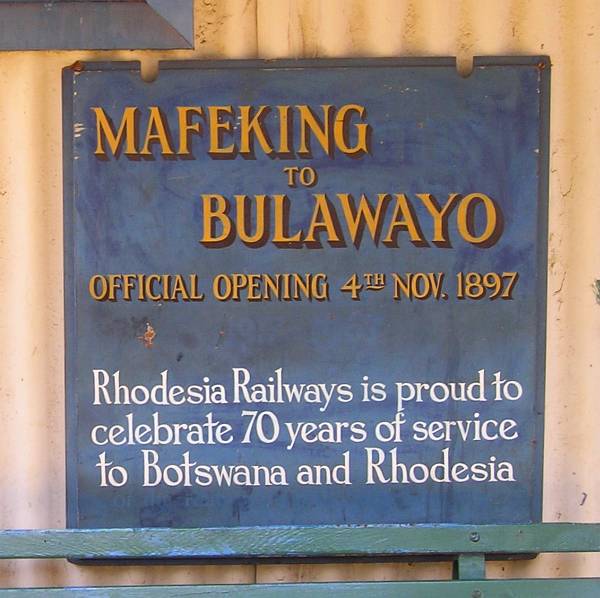 MAFEKING
TO
BULAWAYO
OFFICIAL OPENING 4TH NOV. 1897
Rhodesia Railways is proud to
celebrate 70 years of service
to Botswana and Rhodesia